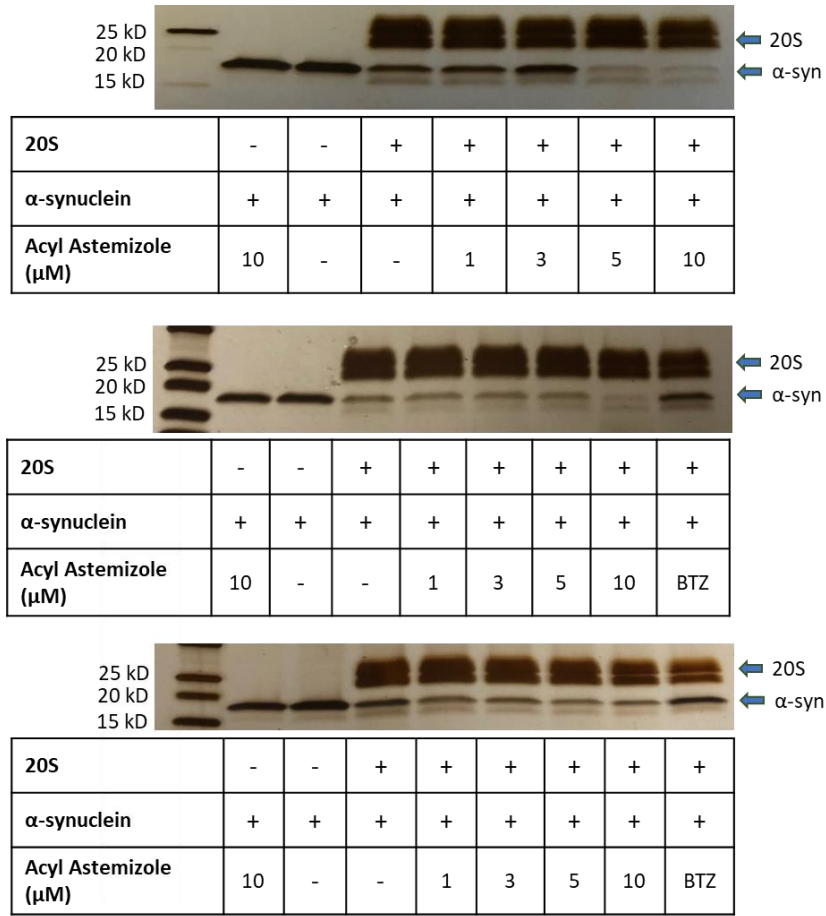 25 kD
20 kD
15 kD
20S
α-syn
20S - - + + + + +
α-synuclein + + + + + + +
Acyl Astemizole (μM) 10 - - 1 3 5 10
25 kD
20 kD
15 kD
20S
α-syn
20S - - + + + + + +
α-synuclein + + + + + + + +
Acyl Astemizole (μM) 10 - - 1 3 5 10 BTZ
25 kD
20 kD
15 kD
20S
α-syn
20S - - + + + + + +
α-synuclein + + + + + + + +
Acyl Astemizole (μM) 10 - - 1 3 5 10 BTZ